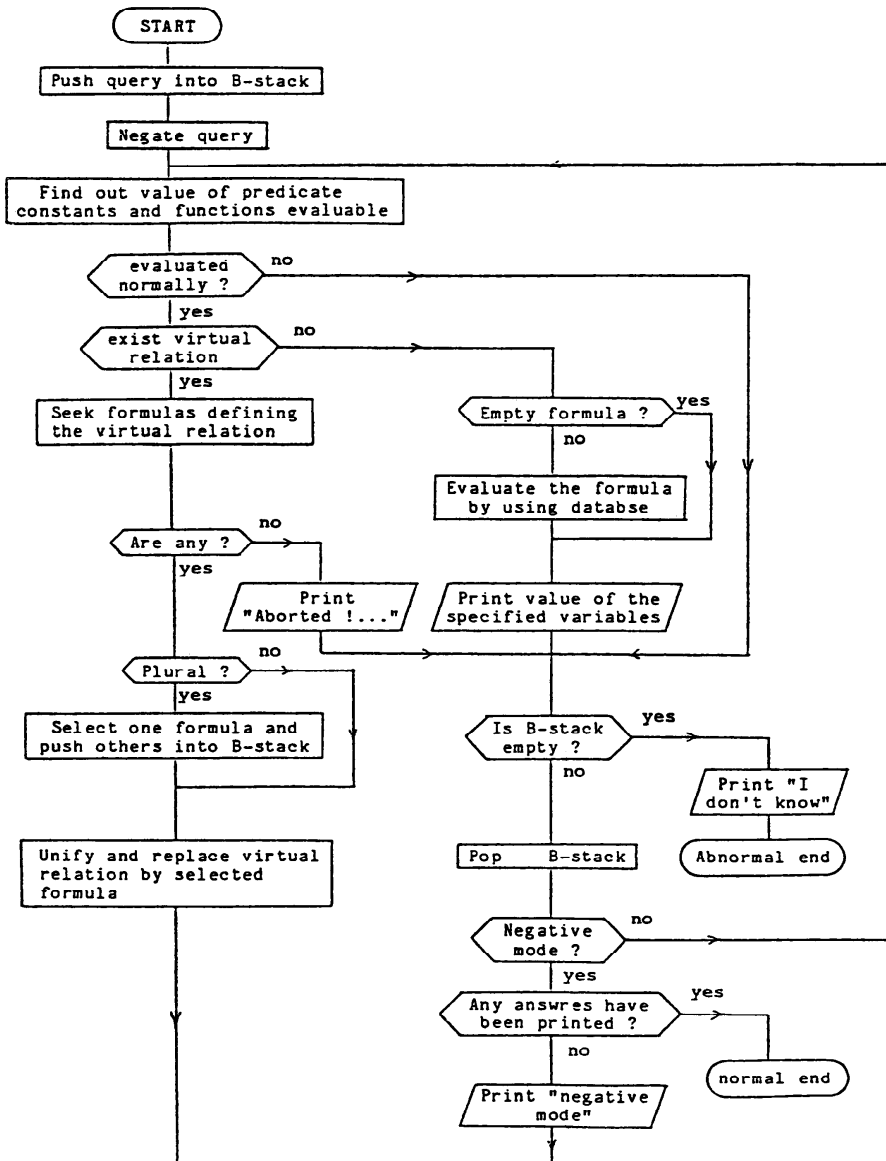 START
Push query into B-stack
Negate query
Find out value of predicate
constants and functions evaluable
evaluated
normally ?
no
yes
exist virtual
relation
no
yes
Seek formulas defining
the virtual relation
Empty formula ?
yes
no
Evaluate the formula
by using databse
Are any ?
no
yes
Print
"Aborted !..."
Print value of the
specified variables
Plural ?
no
yes
Select one formula and
push others into B-stack
Is B-stack
empty ?
yes
no
Print "I
don't know"
Abnormal end
Unify and replace virtual
relation by selected
formula
Pop B-stack
Negative
mode ?
no
yes
Any answres have
been printed ?
yes
no
normal end
Print "negative
mode"